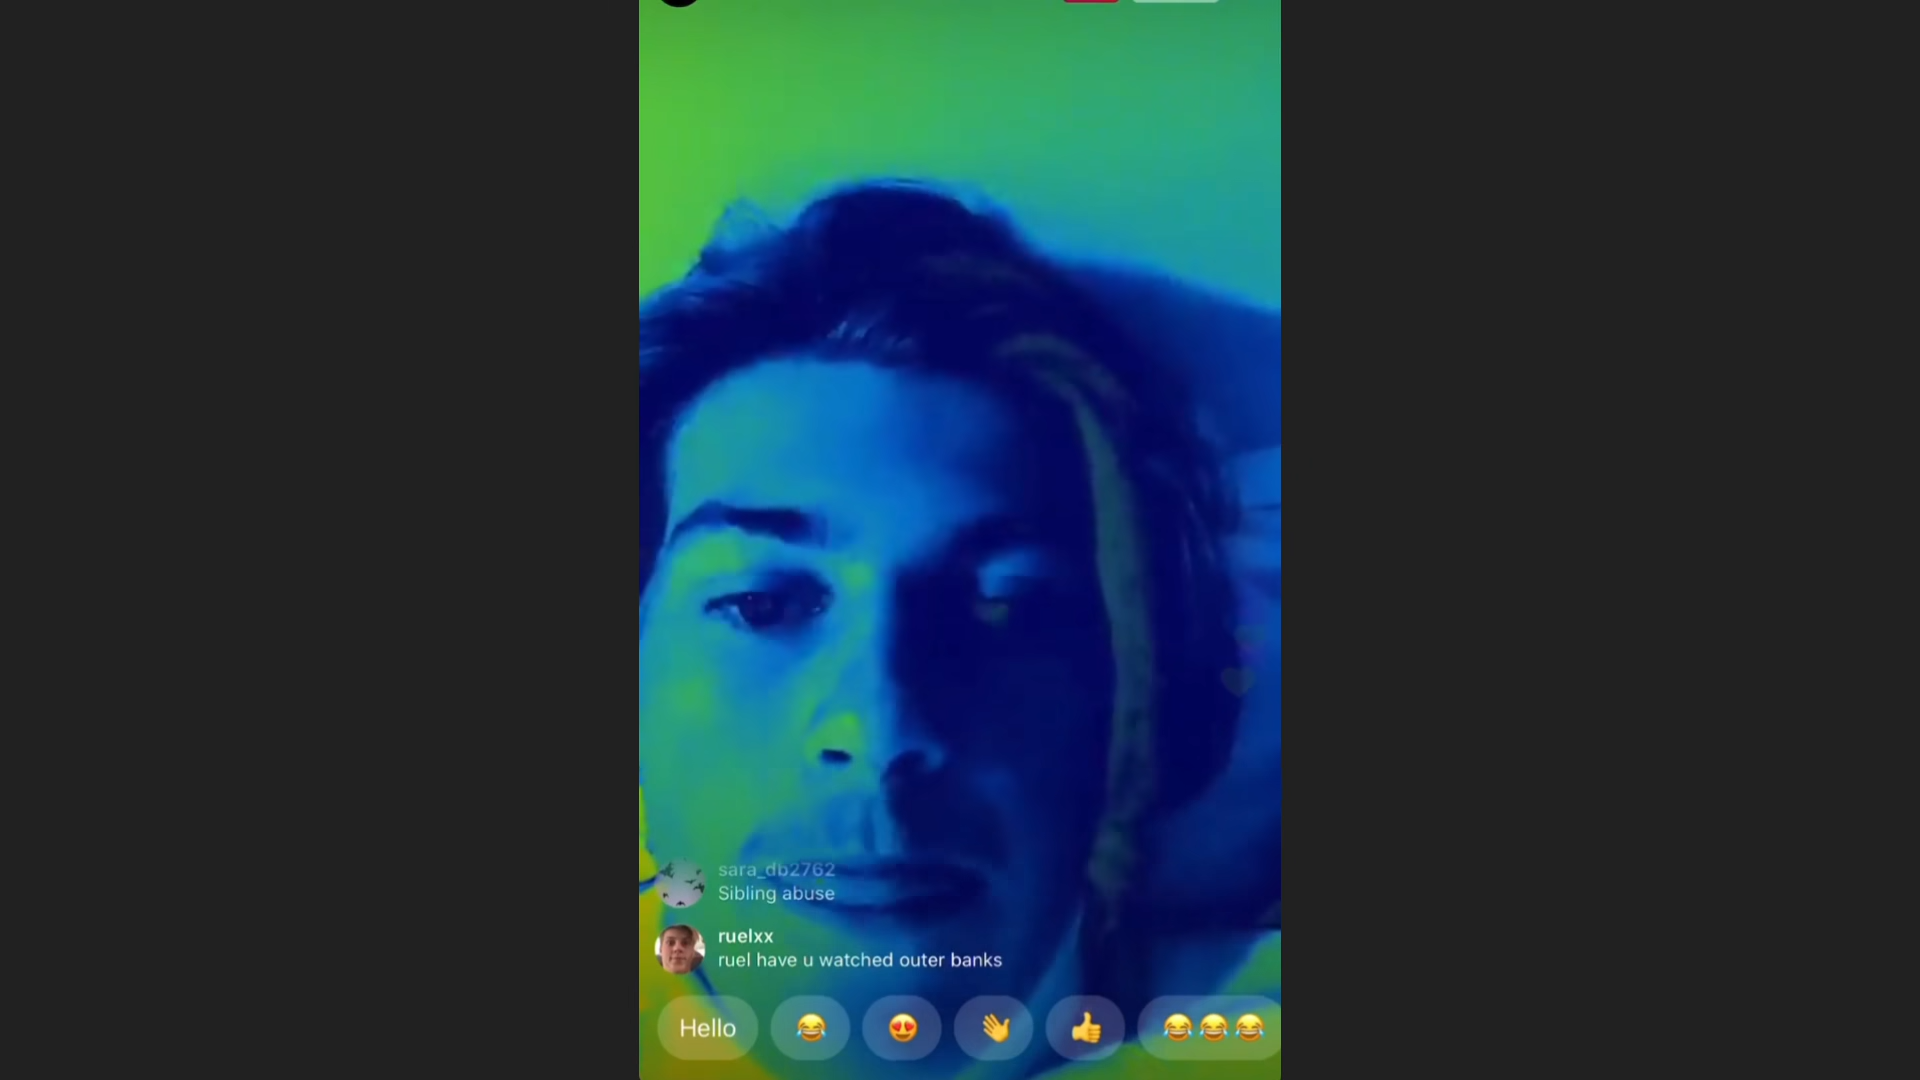 sara_db2762
Sibling abuse
ruelxx
ruel have u watched outer banks
Hello